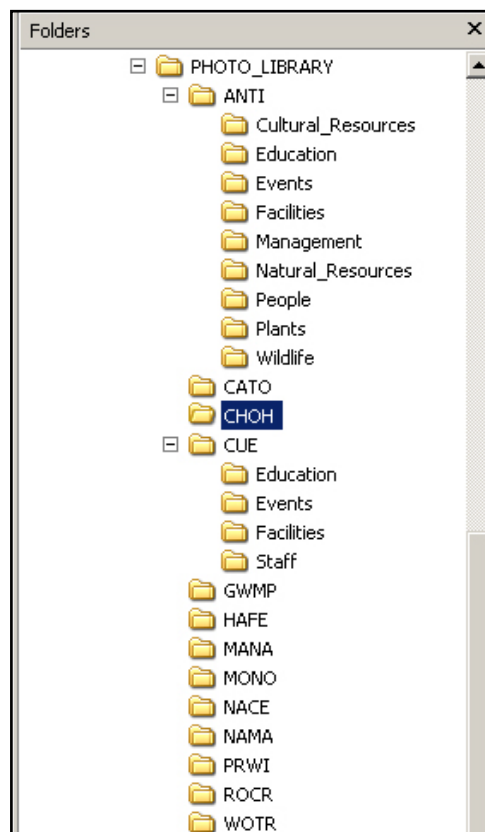 Folders
PHOTO_LIBRARY
ANTI
Cultural_Resources
Education
Events
Facilities
Management
Natural_Resources
People
Plants
Wildlife
CATO
CHOH
CUE
Education
Events
Facilities
Staff
GWMP
HAFE
MANA
MONO
NACE
NAMA
PRWI
ROCR
WOTR